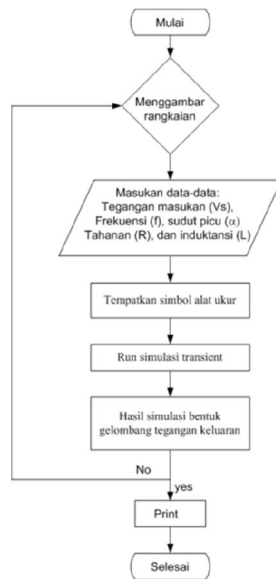 Mulai
Menggambar
rangkaian
Masukan data-data:
Tegangan masukan (Vs),
Frekuensi (f), sudut picu (α)
Tahanan (R), dan induktansi (L)
Tempatkan simbol alat ukur
Run simulasi transient
Hasil simulasi bentuk
gelombang tegangan keluaran
No
yes
Print
Selesai